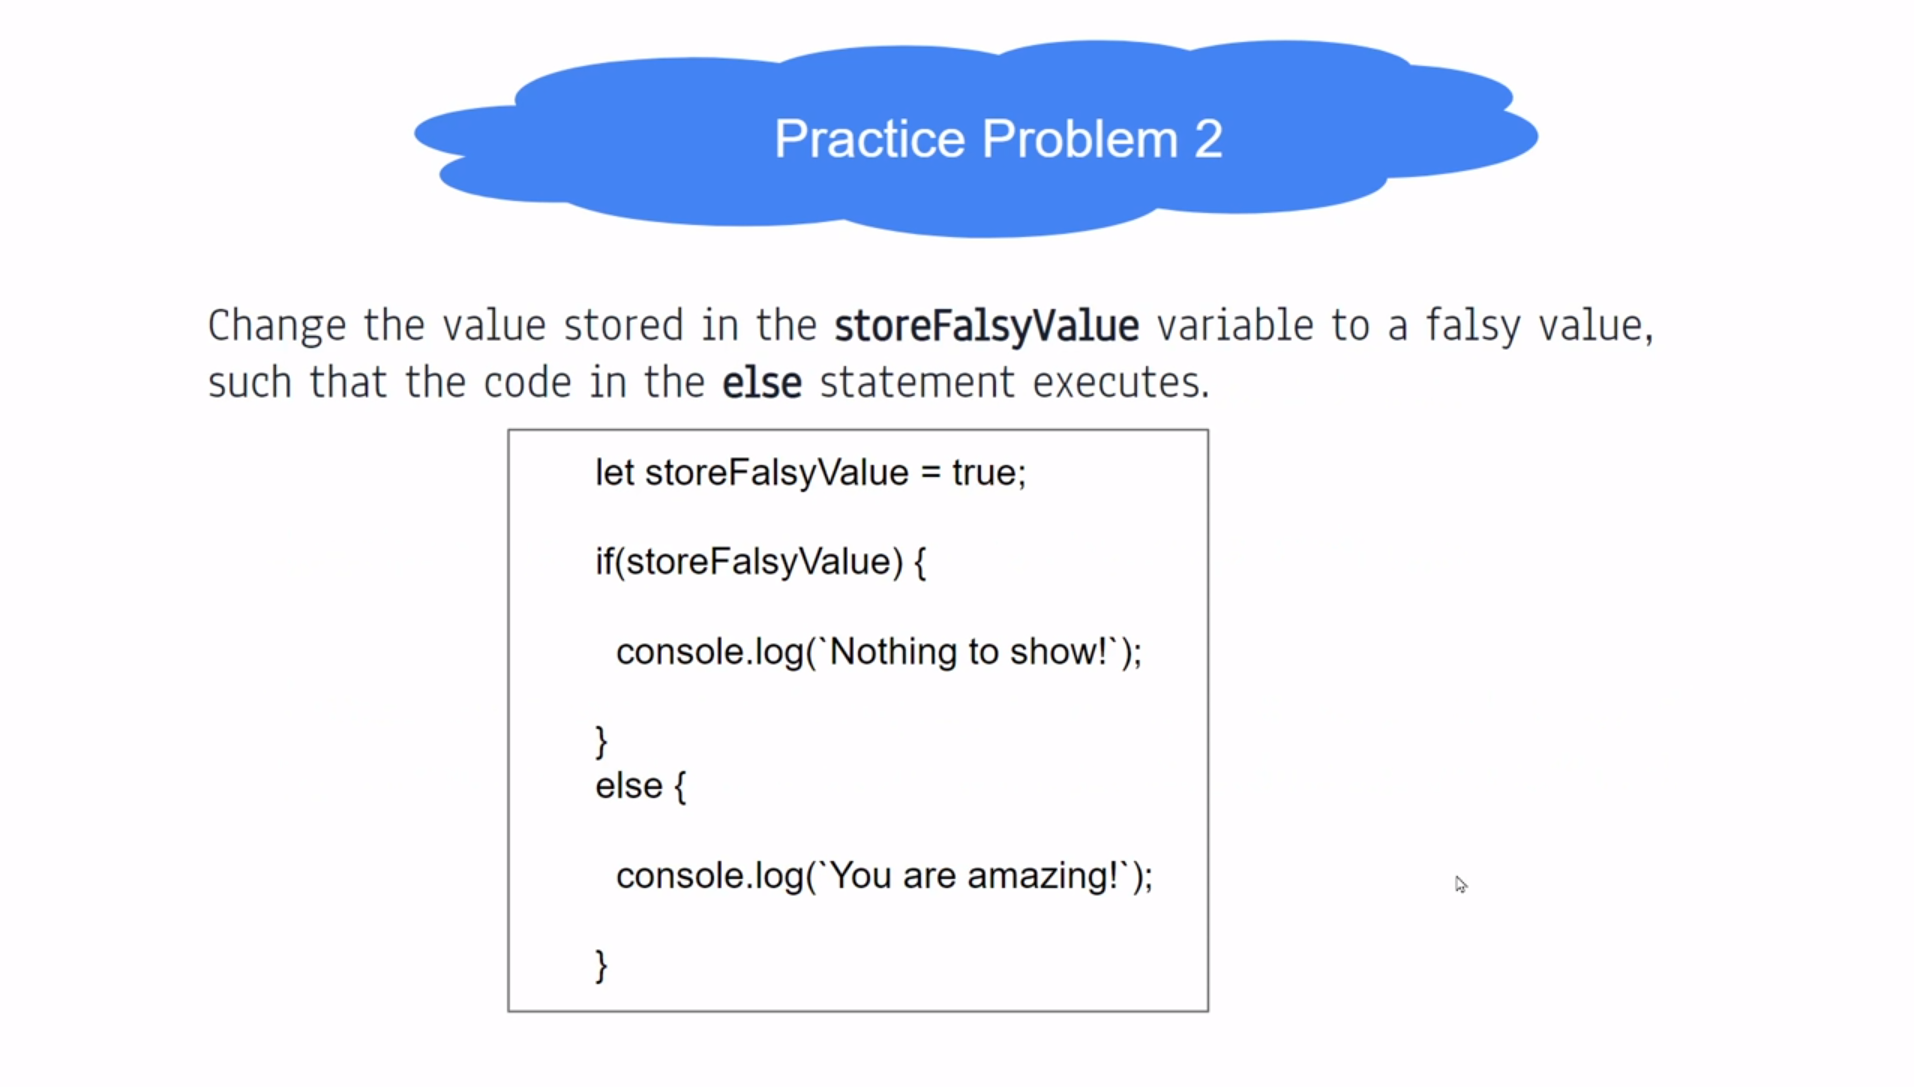 Practice Problem 2
Change the value stored in the storeFalsyValue variable to a falsy value,
such that the code in the else statement executes.
let storeFalsyValue = true;
if(storeFalsyValue) {
console.log(`Nothing to show!`);
}
else {
console.log(`You are amazing!`);
}